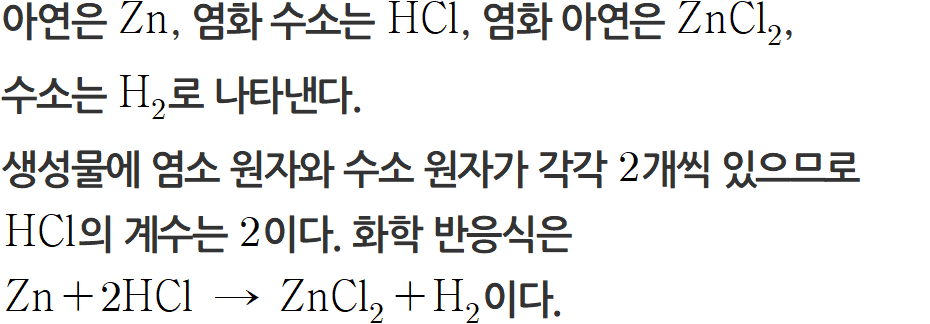 아연은 Zn, 염화 수소는 HCl, 염화 아연은 ZnCl₂,
수소는 H₂로 나타낸다.
생성물에 염소 원자와 수소 원자가 각각 2개씩 있으므로
HCl의 계수는 2이다. 화학 반응식은
Zn+2HCl → ZnCl₂+H₂이다.